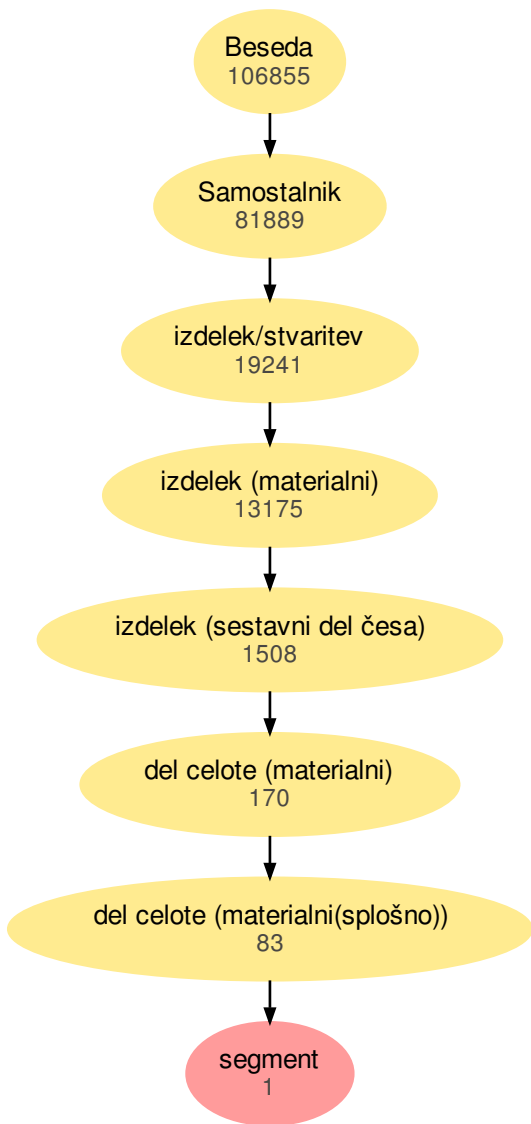 Beseda
106855
Samostalnik
81889
izdelek/stvaritev
19241
izdelek (materialni)
13175
izdelek (sestavni del česa)
1508
del celote (materialni)
170
del celote (materialni(splošno))
83
segment
1